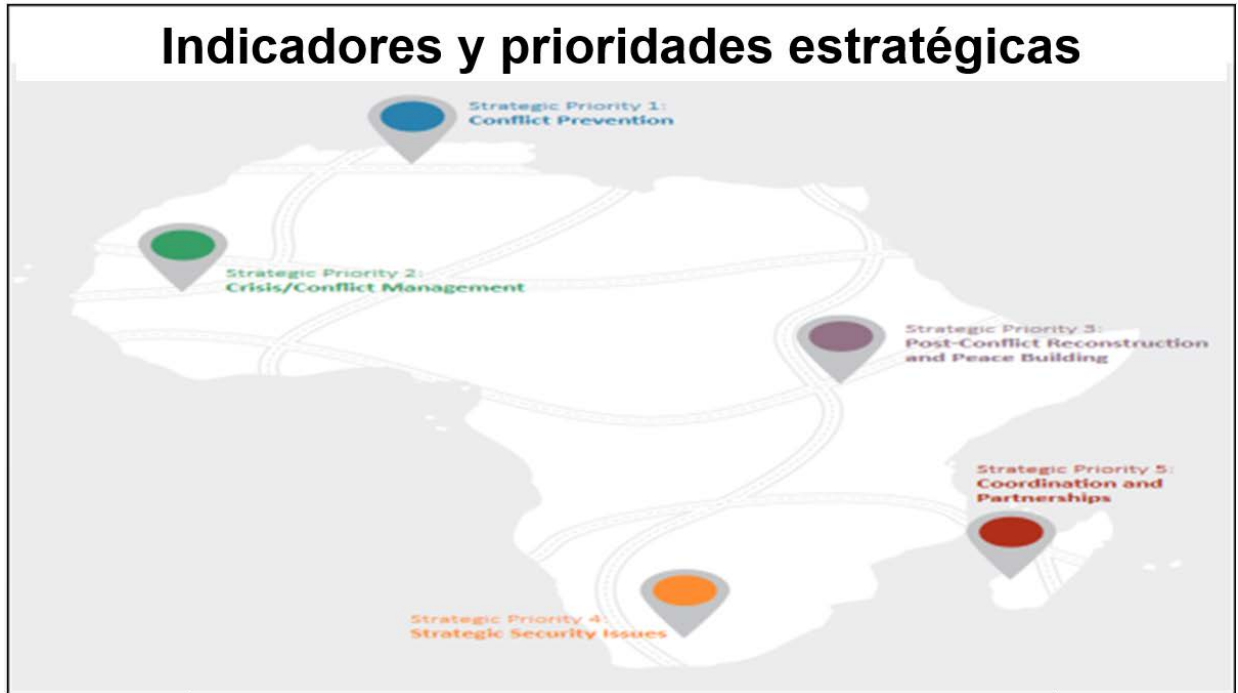 Indicadores y prioridades estratégicas
Strategic Priority 1:
Conflict Prevention
Strategic Priority 2:
Crisis/Conflict Management
Strategic Priority 3:
Post-Conflict Reconstruction
and Peace Building
Strategic Priority 5:
Coordination and
Partnerships
Strategic Priority 4:
Strategic Security Issues